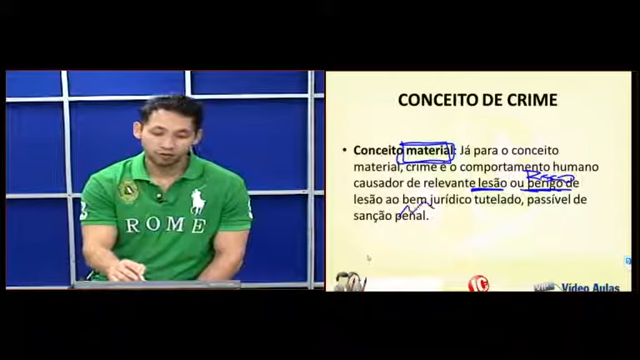 CONCEITO DE CRIME
• Conceito material: Já para o conceito
material, crime é o comportamento humano
causador de relevante lesão ou perigo de
lesão ao bem jurídico tutelado, passível de
sanção penal.
ROME
Vídeo Aulas